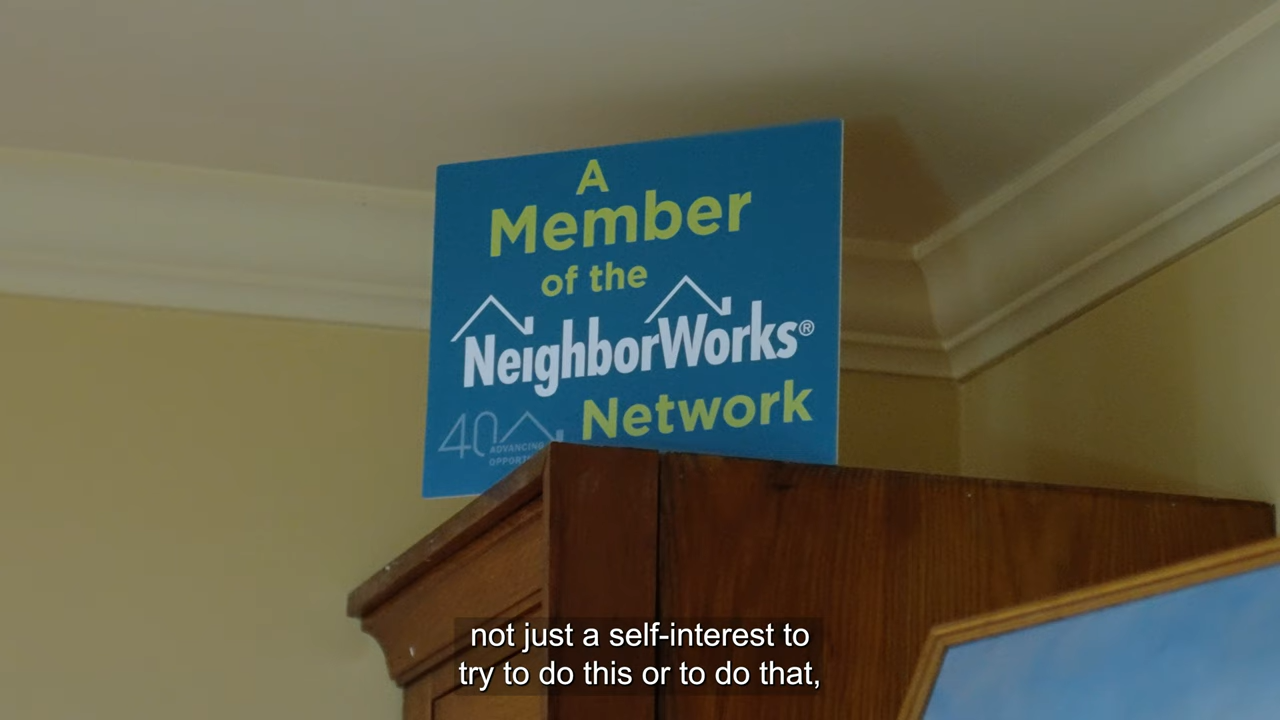 A
Member
of the
NeighborWorks®
Network
40
ADVANCING
not just a self-interest to
try to do this or to do that,